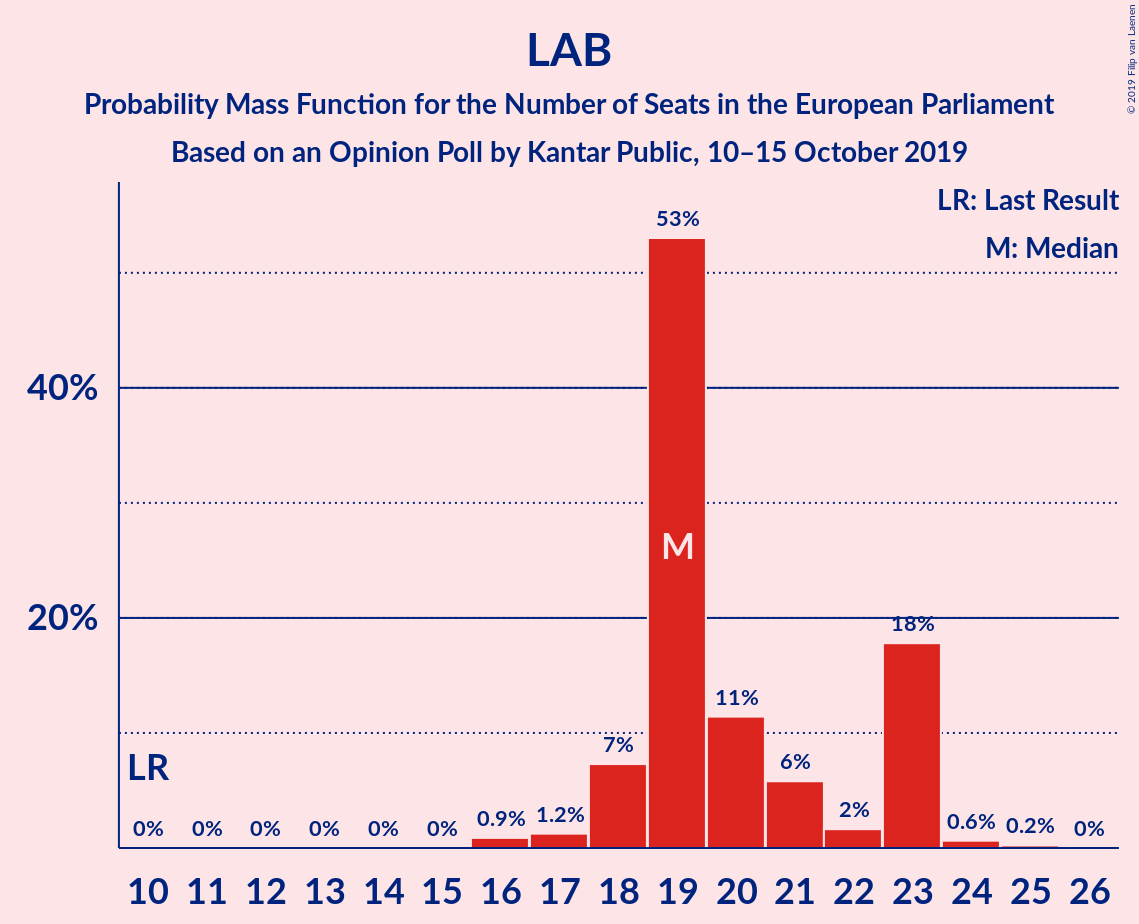 LAB
Probability Mass Function for the Number of Seats in the European Parliament
Based on an Opinion Poll by Kantar Public, 10–15 October 2019
© 2019 Filip van Laenen
LR: Last Result
M: Median
53%
40%
M
20%
18%
11%
7%
6%
LR
0% 0% 0% 0% 0% 0% 0.9% 1.2% 2% 0.6% 0.2% 0%
10 11 12 13 14 15 16 17 18 19 20 21 22 23 24 25 26